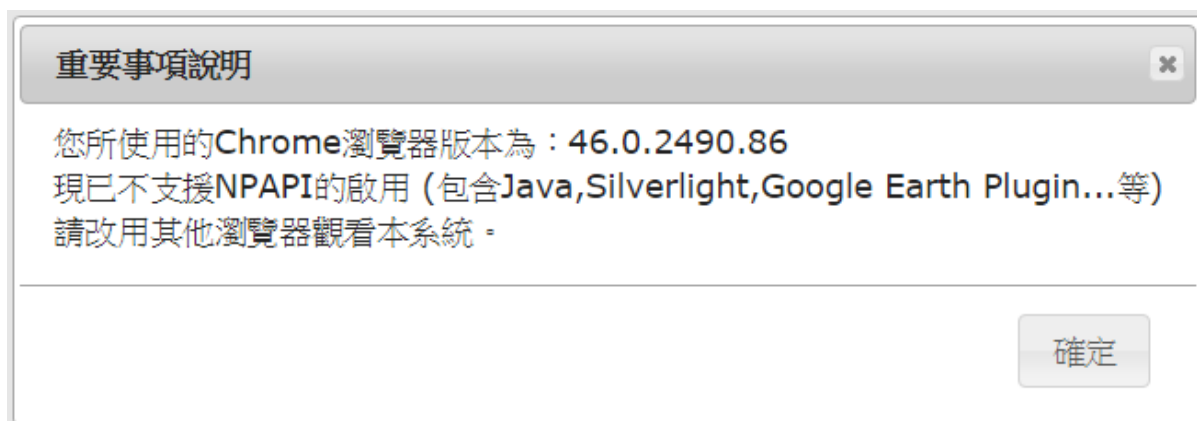 重要事項說明
您所使用的Chrome瀏覽器版本為：46.0.2490.86
現已不支援NPAPI的啟用 (包含Java,Silverlight,Google Earth Plugin...等)
請改用其他瀏覽器觀看本系統。
確定